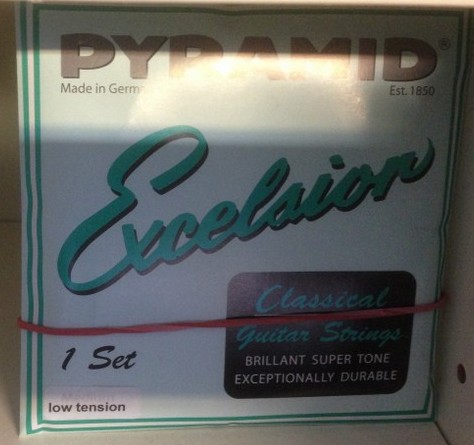 PYRAMID®
Made in Germ
Est. 1850
Excelsior
Classical
Guitar Strings
BRILLANT SUPER TONE
EXCEPTIONALLY DURABLE
1 Set
low tension